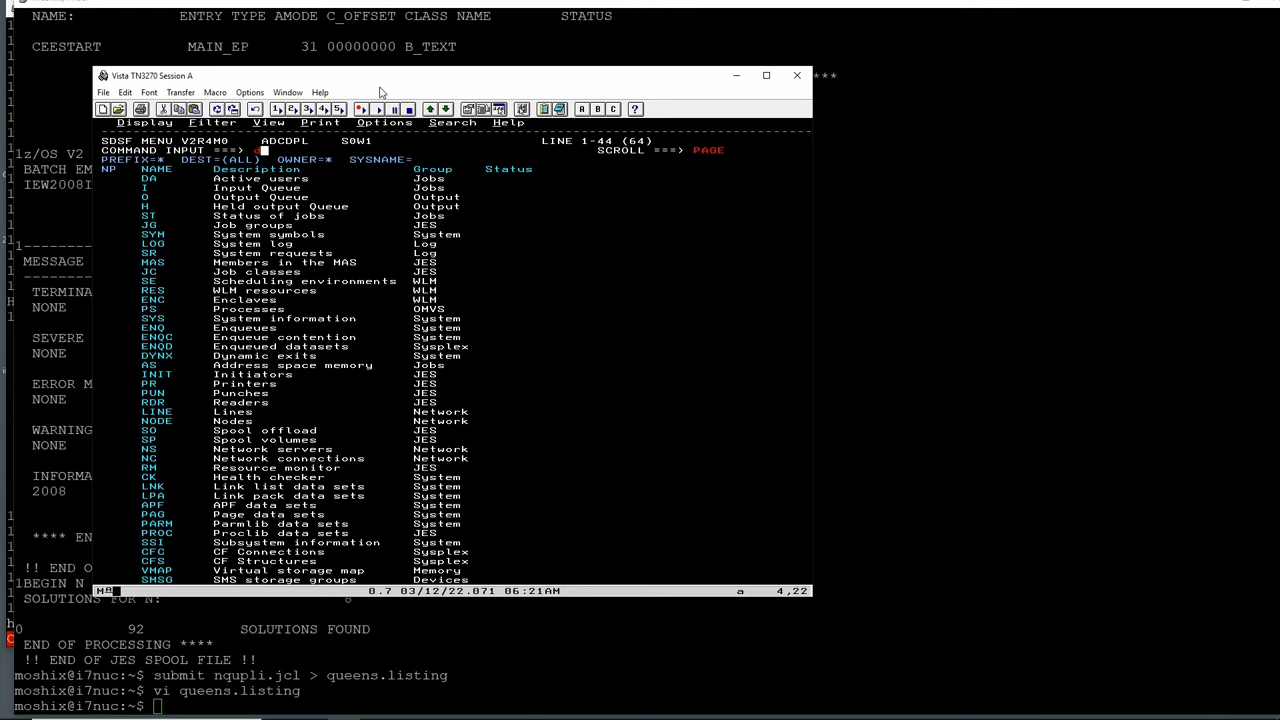 NAME: ENTRY TYPE AMODE C_OFFSET CLASS NAME STATUS
CEESTART MAIN_EP 31 00000000 B_TEXT
***
1z/OS V2
BATCH EM
IEW2008I
1------
MESSAGE
TERMINA
NONE
SEVERE
NONE
ERROR M
NONE
WARNING
NONE
INFORMA
2008
**** EN
!! END O
1BEGIN N
Vista TN3270 Session A
File Edit Font Transfer Macro Options Window Help
1 2 3 4 5 A B C ?
Display Filter View Print Options Search Help
SDSF MENU V2R4M0 ADCDPL S0W1 LINE 1-44 (64)
COMMAND INPUT ===> d SCROLL ===> PAGE
PREFIX=* DEST=(ALL) OWNER=* SYSNAME=
NP NAME Description Group Status
DA Active users Jobs
I Input Queue Jobs
O Output Queue Output
H Held output Queue Output
ST Status of jobs Jobs
JG Job groups JES
SYM System symbols System
LOG System log Log
SR System requests Log
MAS Members in the MAS JES
JC Job classes JES
SE Scheduling environments WLM
RES WLM resources WLM
ENC Enclaves WLM
PS Processes OMVS
SYS System information System
ENQ Enqueues System
ENQC Enqueue contention System
ENQD Enqueued datasets Sysplex
DYNX Dynamic exits System
AS Address space memory Jobs
INIT Initiators JES
PR Printers JES
PUN Punches JES
RDR Readers JES
LINE Lines Network
NODE Nodes Network
SO Spool offload JES
SP Spool volumes JES
NS Network servers Network
NC Network connections Network
RM Resource monitor JES
CK Health checker System
LNK Link list data sets System
LPA Link pack data sets System
APF APF data sets System
PAG Page data sets System
PARM Parmlib data sets System
PROC Proclib data sets JES
SSI Subsystem information System
CFC CF Connections Sysplex
CFS CF Structures Sysplex
VMAP Virtual storage map Memory
SMSG SMS storage groups Devices
0.7 03/12/22.071 06:21AM a 4,22
SOLUTIONS FOR N:
0 92 SOLUTIONS FOUND
END OF PROCESSING ****
!! END OF JES SPOOL FILE !!
moshix@i7nuc:~$ submit nqupli.jcl > queens.listing
moshix@i7nuc:~$ vi queens.listing
moshix@i7nuc:~$